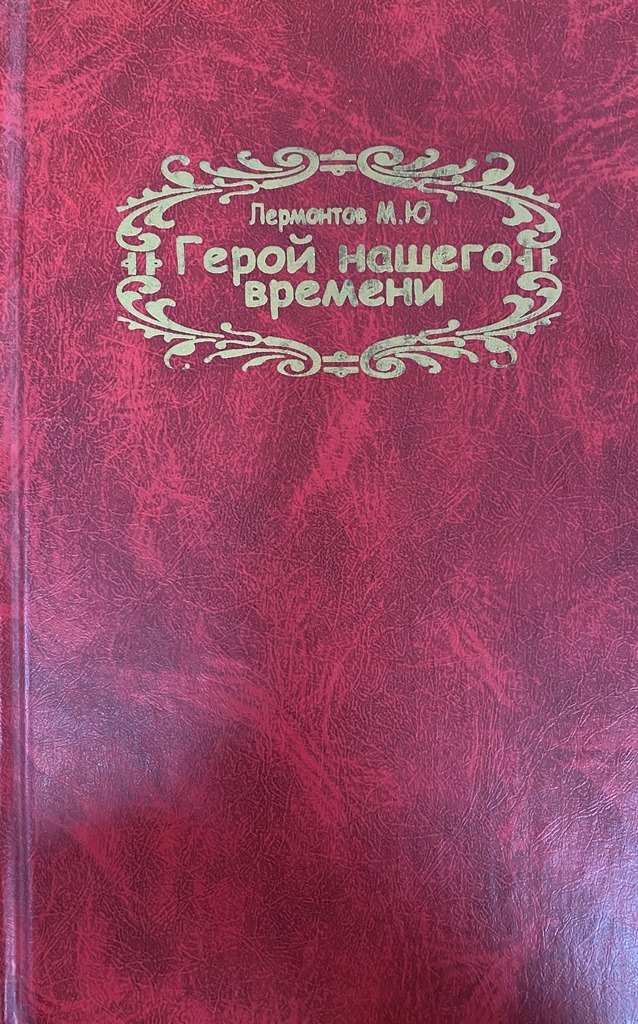 Лермонтов М.Ю.
Герой нашего
времени